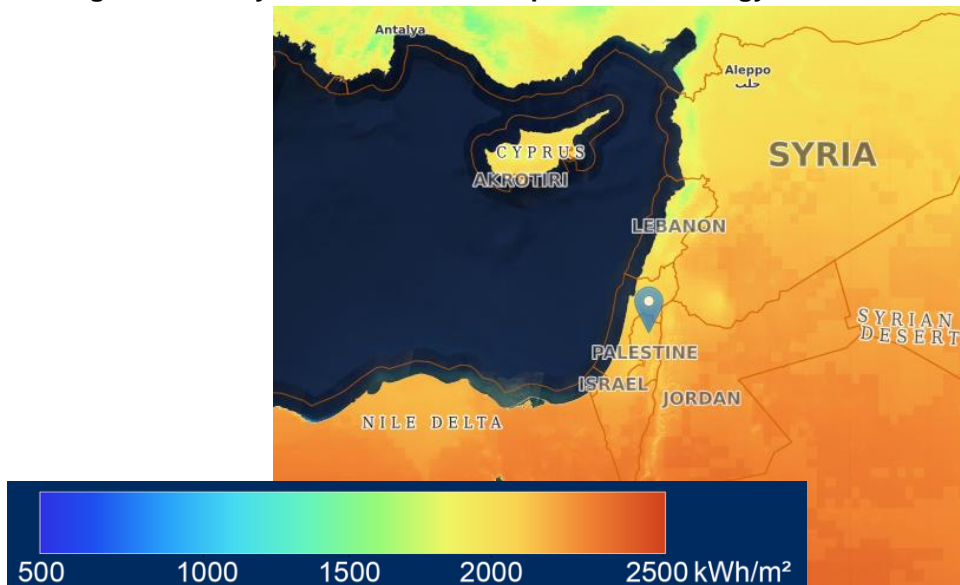 Antalya
Aleppo
حلب
SYRIA
CYPRUS
AKROTIRI
LEBANON
SYRIAN
DESERT
PALESTINE
ISRAEL
JORDAN
NILE DELTA
500 1000 1500 2000 2500 kWh/m²